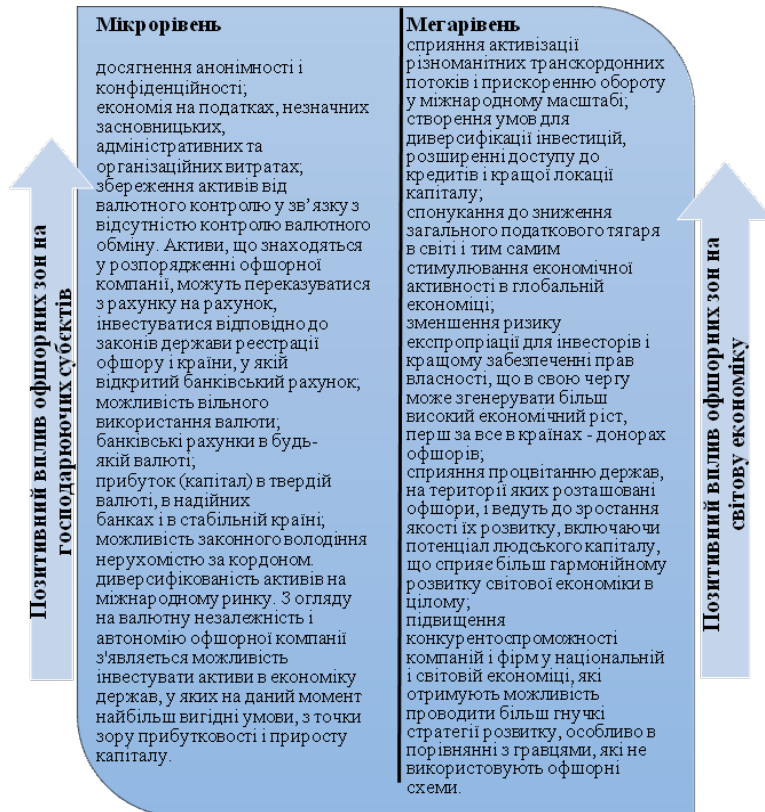 Позитивний вплив офшорних зон на
господарюючих субєктів
Мікрорівень
досягнення анонімності і
конфіденційності;
економія на податках, незначних
засновницьких,
адміністративних та
організаційних витратах;
збереження активів від
валютного контролю у зв’язку з
відсутністю контролю валютного
обміну. Активи, що знаходяться
у розпорядженні офшорної
компанії, можуть переказуватися
з рахунку на рахунок,
інвестуватися відповідно до
законів держави реєстрації
офшору і країни, у якій
відкритий банківський рахунок;
можливість вільного
використання валюти;
банківські рахунки в будь-
якій валюті;
прибуток (капітал) в твердій
валюті, в надійних
банках і в стабільній країні;
можливість законного володіння
нерухомістю за кордоном.
диверсифікованість активів на
міжнародному ринку. З огляду
на валютну незалежність і
автономію офшорної компанії
з'являється можливість
інвестувати активи в економіку
держав, у яких на даний момент
найбільш вигідні умови, з точки
зору прибутковості і приросту
капіталу.
Мегарівень
сприяння активізації
різноманітних транскордонних
потоків і прискоренню обороту
у міжнародному масштабі;
створення умов для
диверсифікації інвестицій,
розширенні доступу до
кредитів і кращої локації
капіталу;
спонукання до зниження
загального податкового тягаря
в світі і тим самим
стимулювання економічної
активності в глобальній
економіці;
зменшення ризику
експропріації для інвесторів і
кращому забезпеченні прав
власності, що в свою чергу
може згенерувати більш
високий економічний ріст,
перш за все в країнах - донорах
офшорів;
сприяння процвітанню держав,
на території яких розташовані
офшори, і ведуть до зростання
якості їх розвитку, включаючи
потенціал людського капіталу,
що сприяє більш гармонійному
розвитку світової економіки в
цілому;
підвищення
конкурентоспроможності
компаній і фірм у національній
і світовій економіці, які
отримують можливість
проводити більш гнучкі
стратегії розвитку, особливо в
порівнянні з гравцями, які не
використовують офшорні
схеми.
Позитивний вплив офшорних зон на
світову економіку